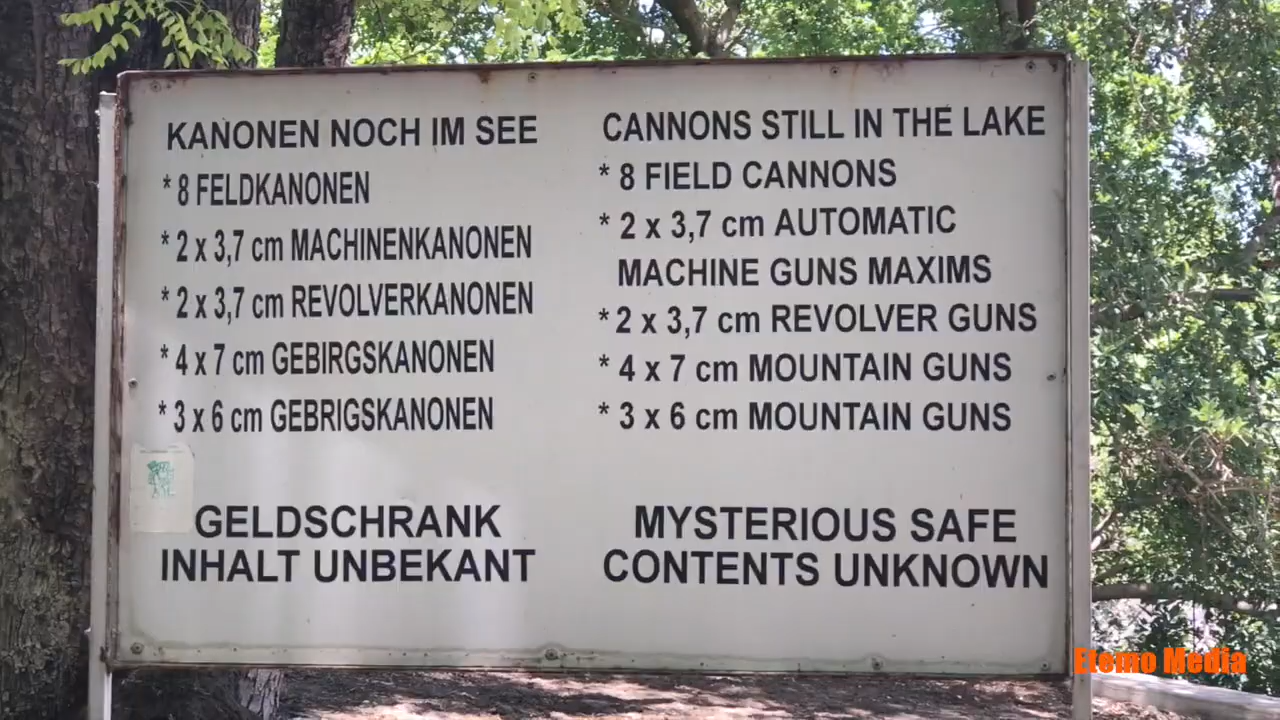 KANONEN NOCH IM SEE
* 8 FELDKANONEN
* 2 x 3,7 cm MACHINENKANONEN
* 2 x 3,7 cm REVOLVERKANONEN
* 4 x 7 cm GEBIRGSKANONEN
* 3 x 6 cm GEBRIGSKANONEN
GELDSCHRANK
INHALT UNBEKANT
CANNONS STILL IN THE LAKE
* 8 FIELD CANNONS
* 2 x 3,7 cm AUTOMATIC
MACHINE GUNS MAXIMS
* 2 x 3,7 cm REVOLVER GUNS
* 4 x 7 cm MOUNTAIN GUNS
* 3 x 6 cm MOUNTAIN GUNS
MYSTERIOUS SAFE
CONTENTS UNKNOWN
Etemo Media